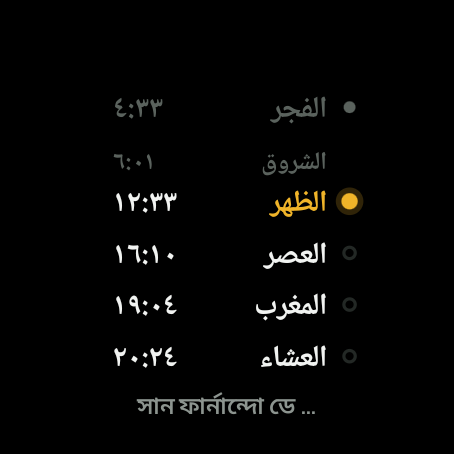 الفجر ٤:٣٣
الشروق ٦:٠١
الظهر ١٢:٣٣
العصر ١٦:١٠
المغرب ١٩:٠٤
العشاء ٢٠:٢٤
সান ফার্নান্দো ডে ...